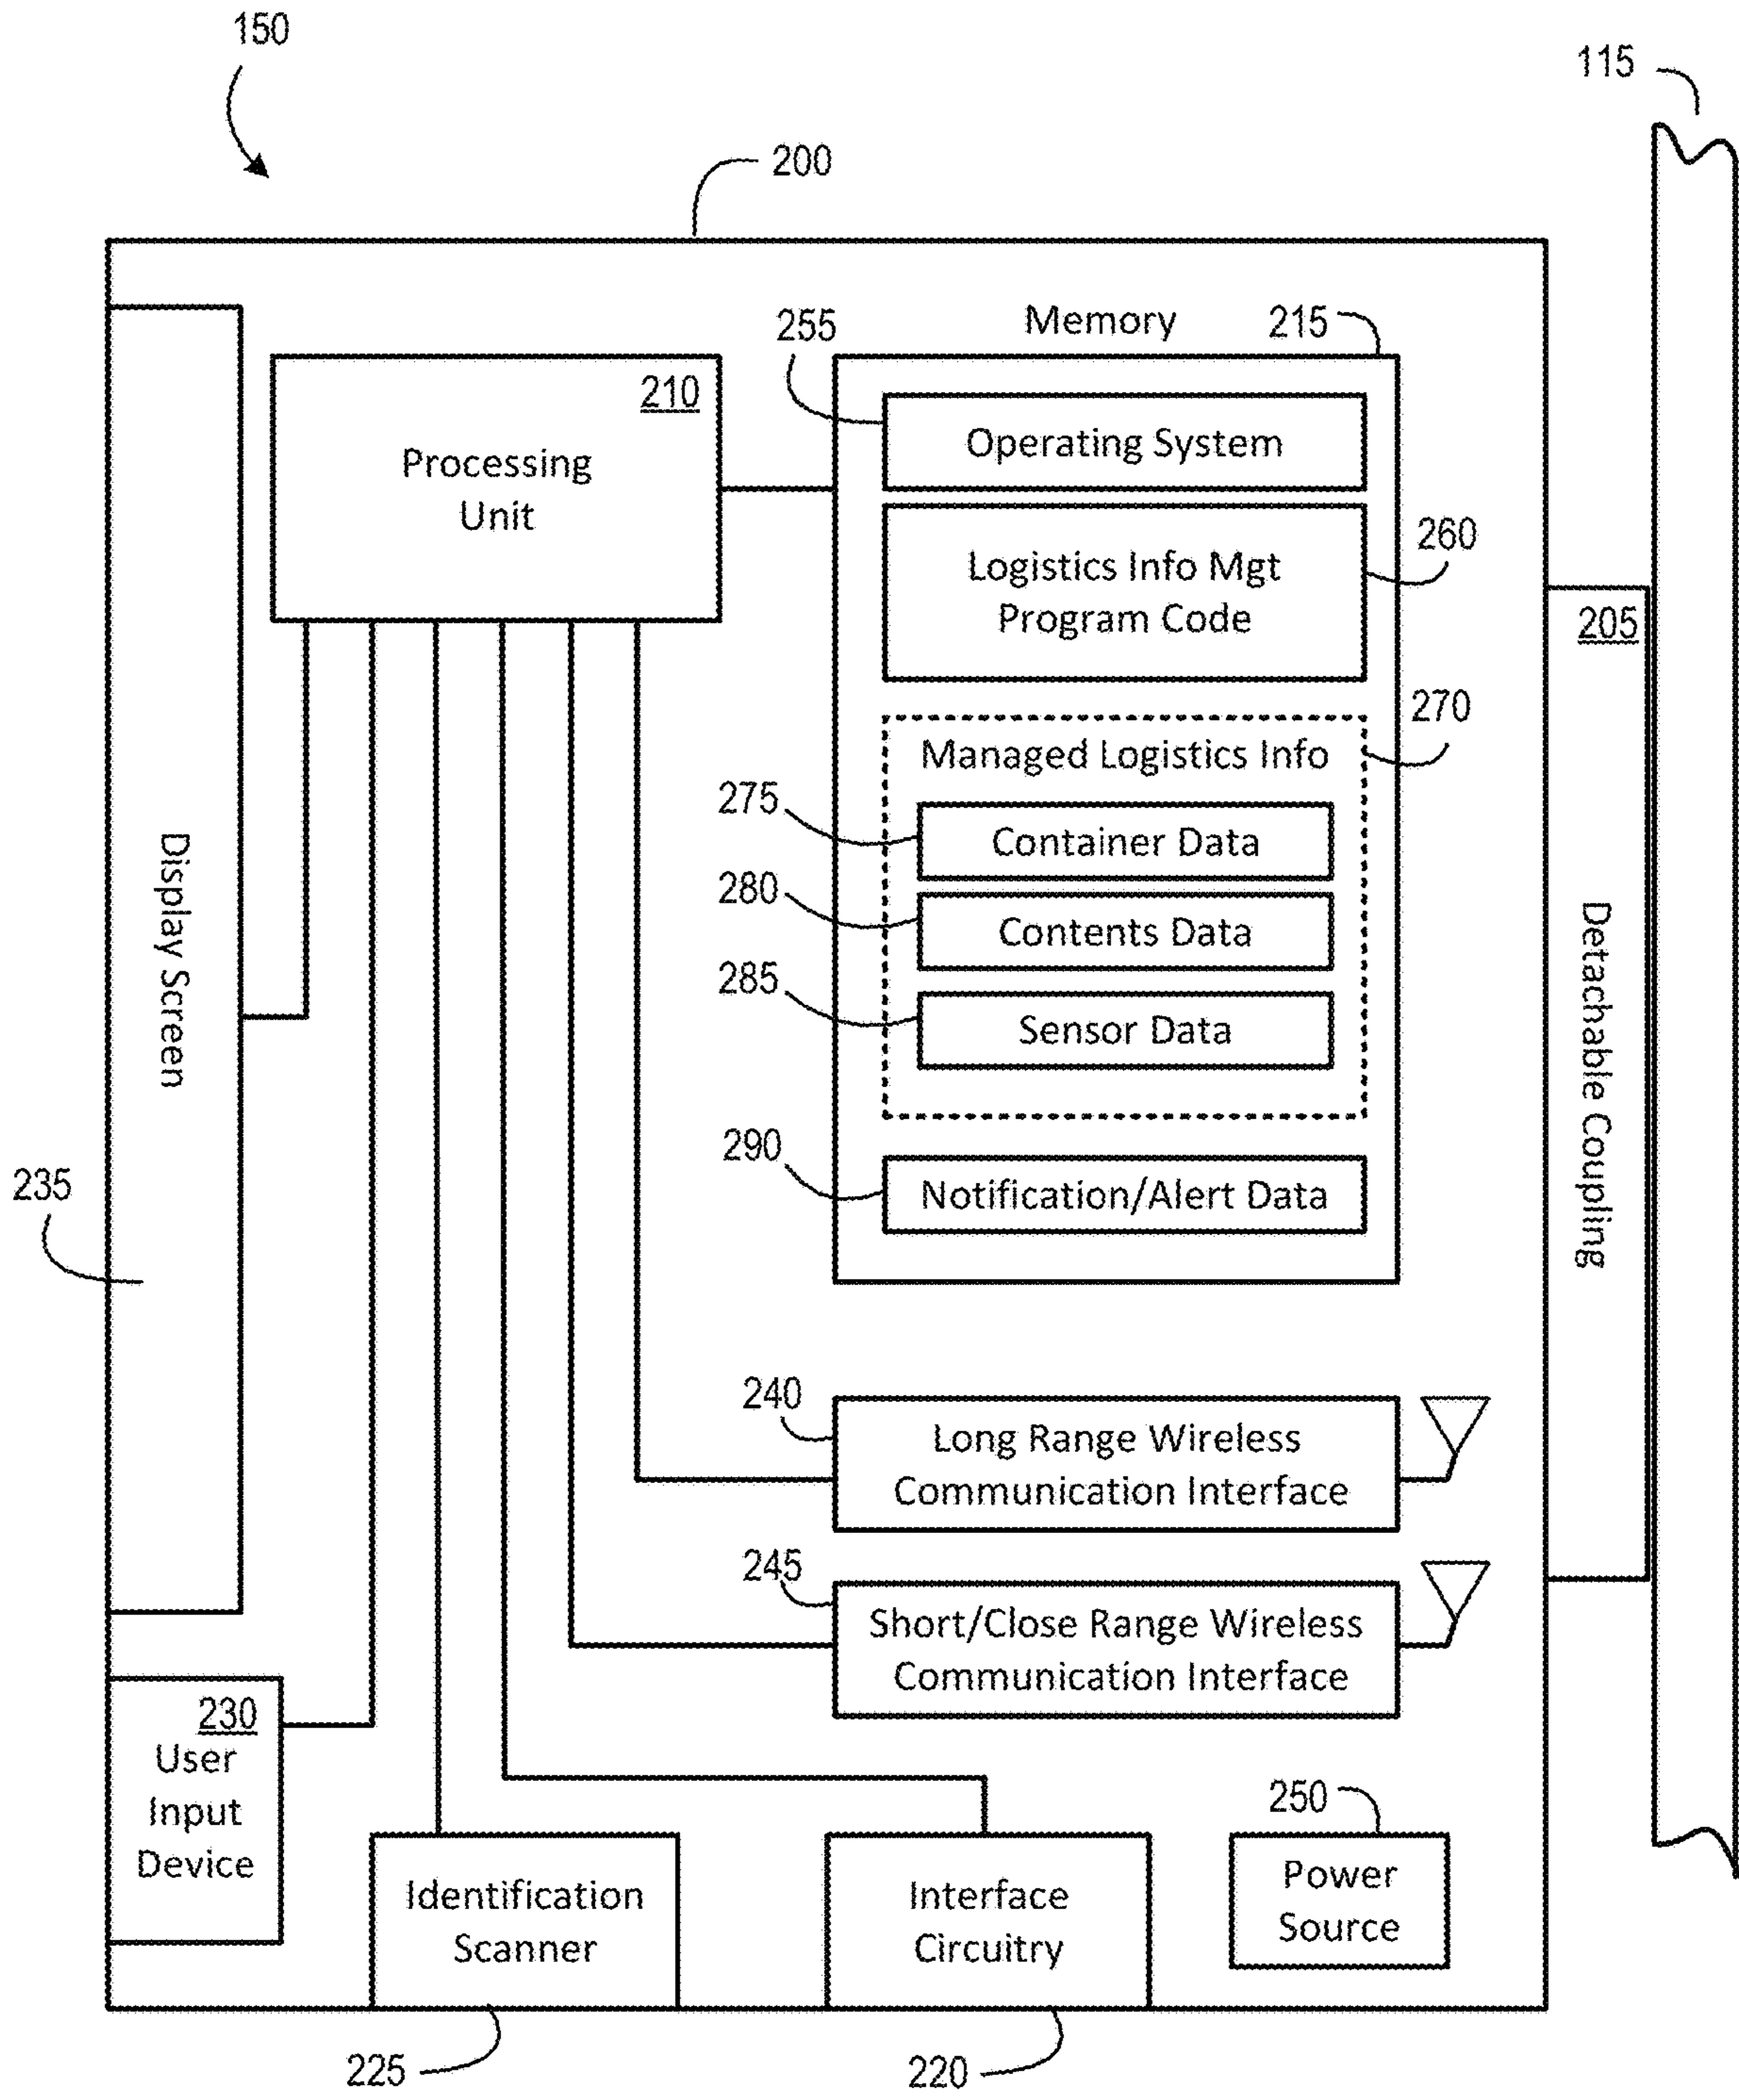 150
115
200
Memory
215
255
210
Processing
Unit
Operating System
260
Logistics Info Mgt
Program Code
205
270
Managed Logistics Info
275
Container Data
280
Contents Data
285
Sensor Data
290
Notification/Alert Data
Display Screen
Detachable Coupling
235
240
Long Range Wireless
Communication Interface
245
Short/Close Range Wireless
Communication Interface
230
User
Input
Device
250
Power
Source
Identification
Scanner
Interface
Circuitry
225
220